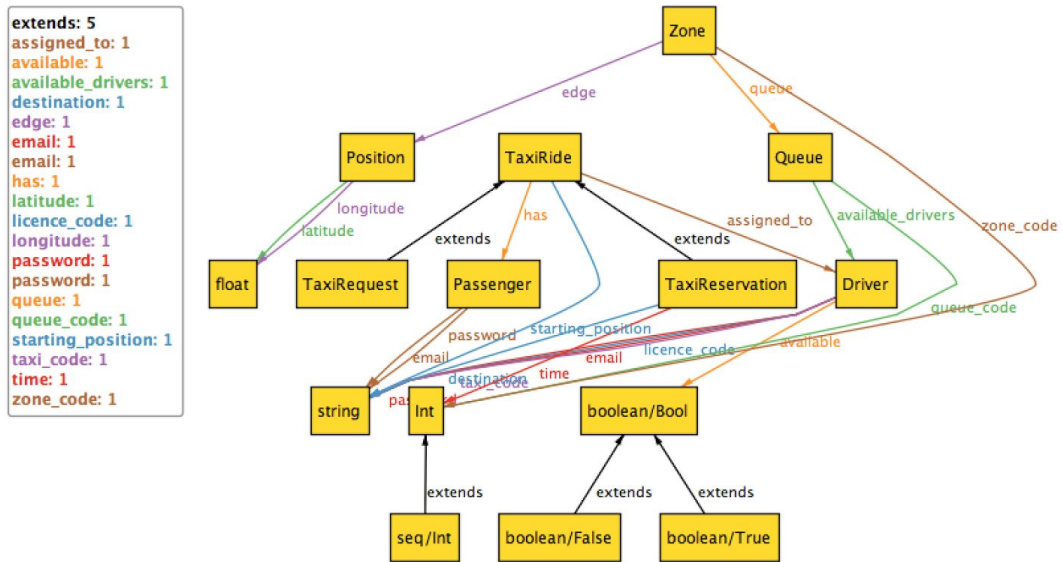 extends: 5
assigned_to: 1
available: 1
available_drivers: 1
destination: 1
edge: 1
email: 1
email: 1
has: 1
latitude: 1
licence_code: 1
longitude: 1
password: 1
password: 1
queue: 1
queue_code: 1
starting_position: 1
taxi_code: 1
time: 1
zone_code: 1
Zone
edge
queue
Position
TaxiRide
Queue
longitude
has
available_drivers
latitude
assigned_to
zone_code
extends
extends
float
TaxiRequest
Passenger
TaxiReservation
Driver
queue_code
password
starting_position
available
email
email
licence_code
destination
taxi_code
time
password
string
Int
boolean/Bool
extends
extends
extends
seq/Int
boolean/False
boolean/True